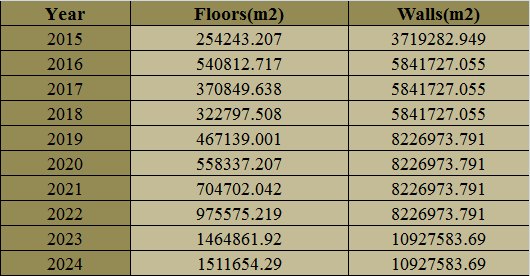 Year Floors(m2) Walls(m2)
2015 254243.207 3719282.949
2016 540812.717 5841727.055
2017 370849.638 5841727.055
2018 322797.508 5841727.055
2019 467139.001 8226973.791
2020 558337.207 8226973.791
2021 704702.042 8226973.791
2022 975575.219 8226973.791
2023 1464861.92 10927583.69
2024 1511654.29 10927583.69